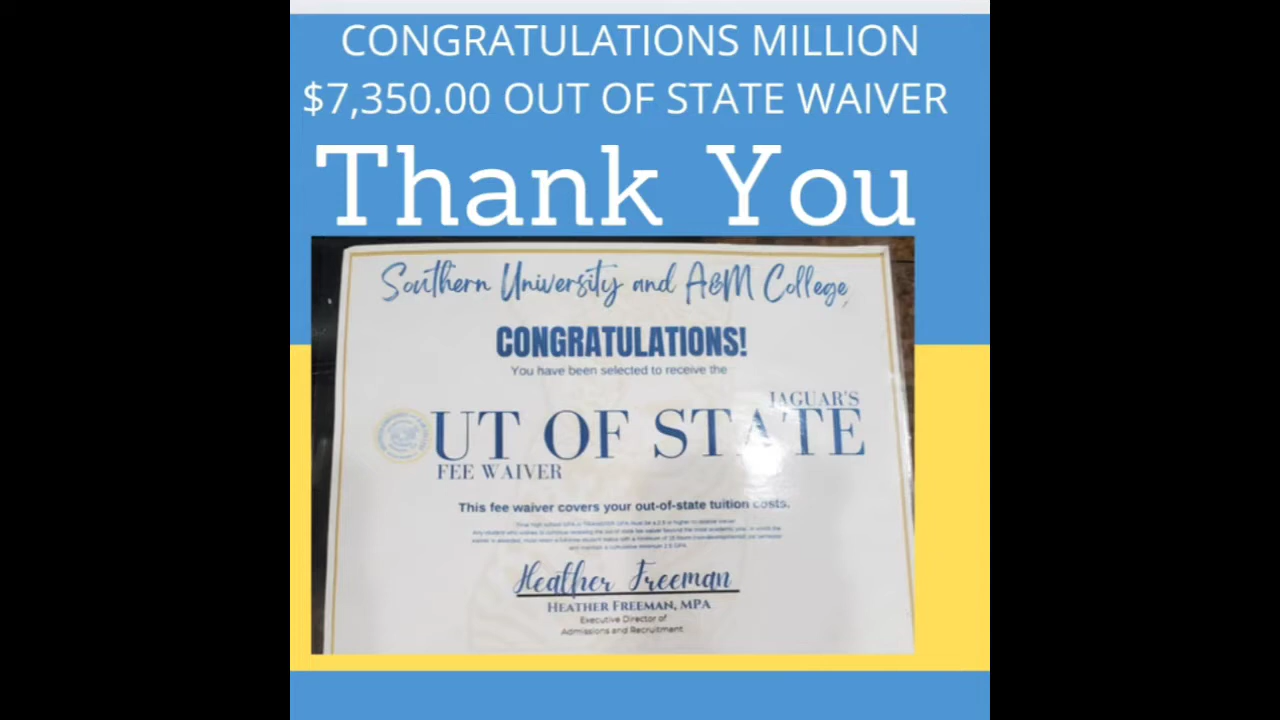 CONGRATULATIONS MILLION
$7,350.00 OUT OF STATE WAIVER
Thank You
Southern University and A&M College
CONGRATULATIONS!
You have been selected to receive the
JAGUAR'S
UT OF STATE
FEE WAIVER
This fee waiver covers your out-of-state tuition costs.
Heather Freeman
HEATHER FREEMAN, MPA
Executive Director of
Admissions and Recruitment